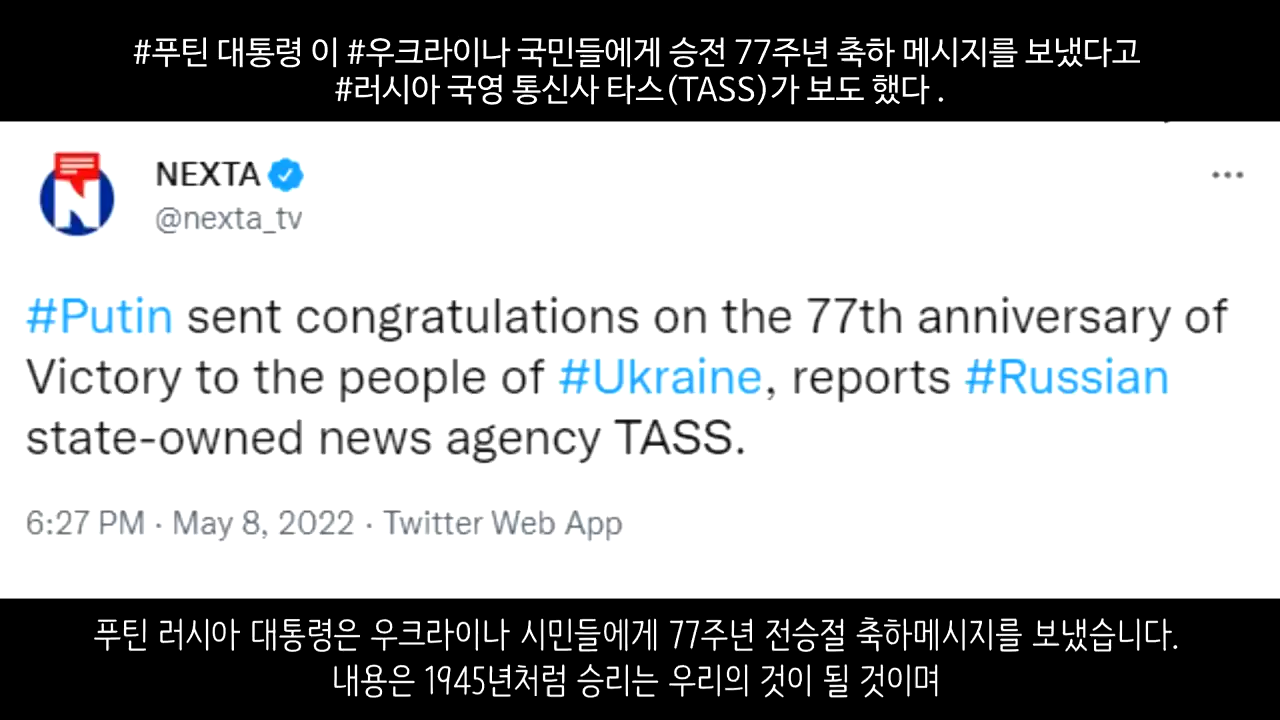 #푸틴 대통령 이 #우크라이나 국민들에게 승전 77주년 축하 메시지를 보냈다고
#러시아 국영 통신사 타스(TASS)가 보도 했다 .
NEXTA
@nexta_tv
#Putin sent congratulations on the 77th anniversary of
Victory to the people of #Ukraine, reports #Russian
state-owned news agency TASS.
6:27 PM · May 8, 2022 · Twitter Web App
푸틴 러시아 대통령은 우크라이나 시민들에게 77주년 전승절 축하메시지를 보냈습니다.
내용은 1945년처럼 승리는 우리의 것이 될 것이며